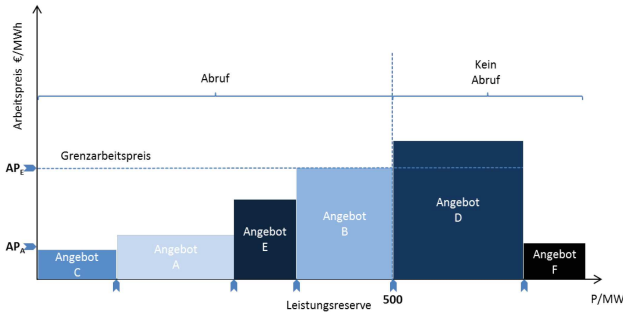 Arbeitspreis €/MWh
Abruf
Kein
Abruf
Grenzarbeitspreis
AP_E
AP_A
Angebot
C
Angebot
A
Angebot
E
Angebot
B
Angebot
D
Angebot
F
Leistungsreserve
500
P/MW